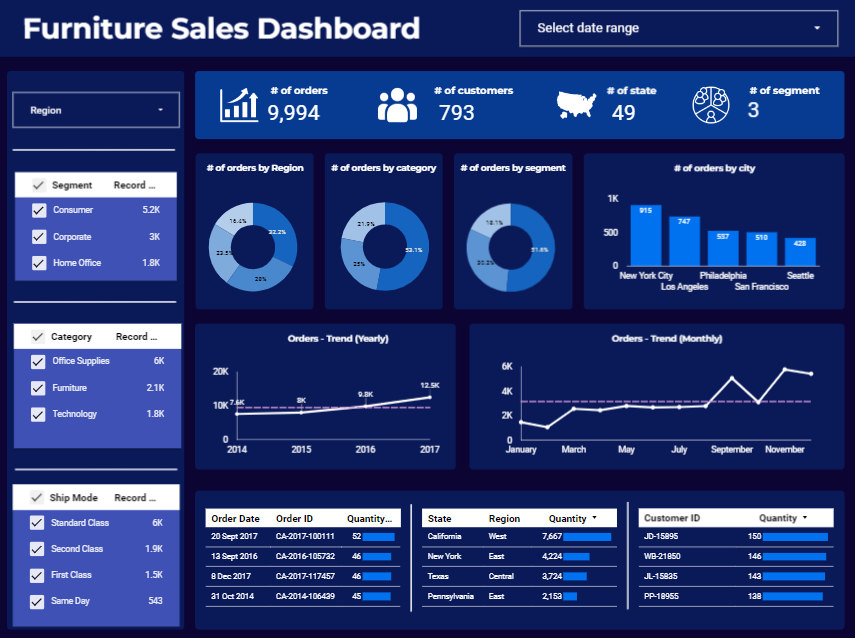 Furniture Sales Dashboard
Select date range
Region
Segment Record ...
Consumer 5.2K
Corporate 3K
Home Office 1.8K
Category Record ...
Office Supplies 6K
Furniture 2.1K
Technology 1.8K
Ship Mode Record ...
Standard Class 6K
Second Class 1.9K
First Class 1.5K
Same Day 543
# of orders
9,994
# of customers
793
# of state
49
# of segment
3
# of orders by Region
32.2%
28%
23.5%
# of orders by category
53.1%
25%
21.9%
# of orders by segment
51.8%
30.2%
18.1%
# of orders by city
1K
500
0
915
747
537
510
428
New York City
Los Angeles
Philadelphia
San Francisco
Seattle
Orders - Trend (Yearly)
20K
10K
0
7.6K
8K
9.8K
12.5K
2014 2015 2016 2017
Orders - Trend (Monthly)
6K
4K
2K
0
January March May July September November
Order Date Order ID Quantity...
20 Sept 2017 CA-2017-100111 52
13 Sept 2016 CA-2016-105732 46
8 Dec 2017 CA-2017-117457 46
31 Oct 2014 CA-2014-106439 45
State Region Quantity
California West 7,667
New York East 4,224
Texas Central 3,724
Pennsylvania East 2,153
Customer ID Quantity
JD-15895 150
WB-21850 146
JL-15835 143
PP-18955 138